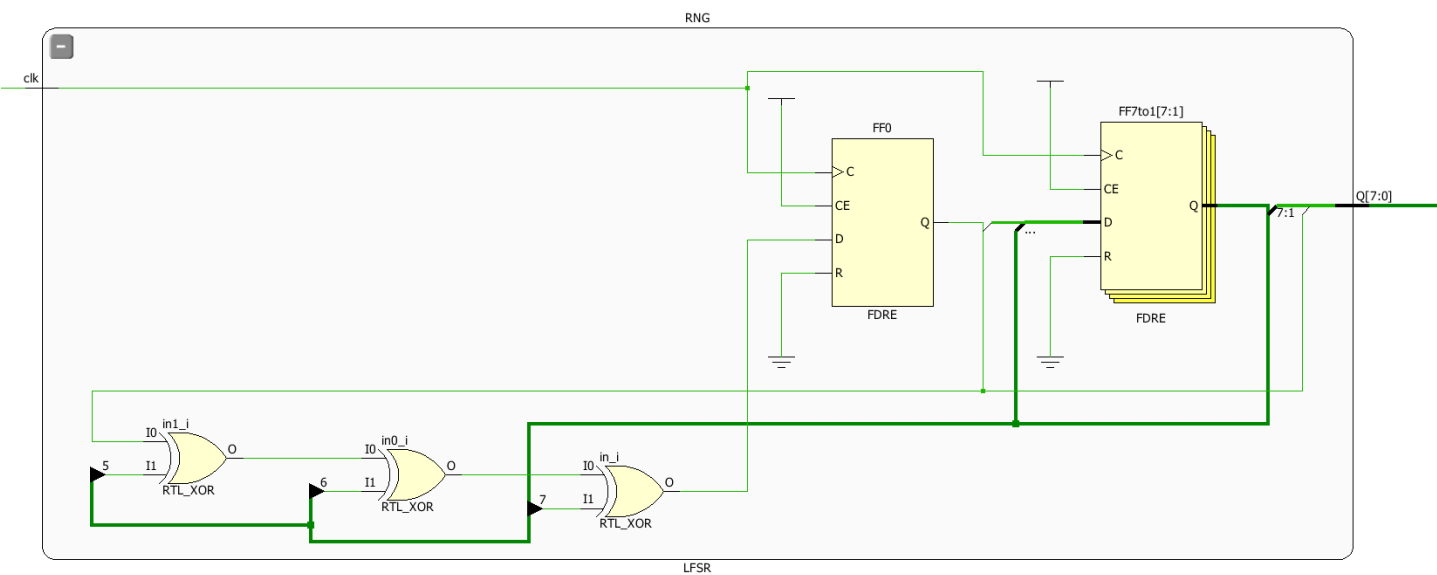 RNG
−
clk
FF0
C
CE
D
R
Q
FDRE
FF7to1[7:1]
C
CE
D
R
Q
FDRE
...
7:1
Q[7:0]
in1_i
I0
I1
O
5
RTL_XOR
in0_i
I0
I1
O
6
RTL_XOR
in_i
I0
I1
O
7
RTL_XOR
LFSR